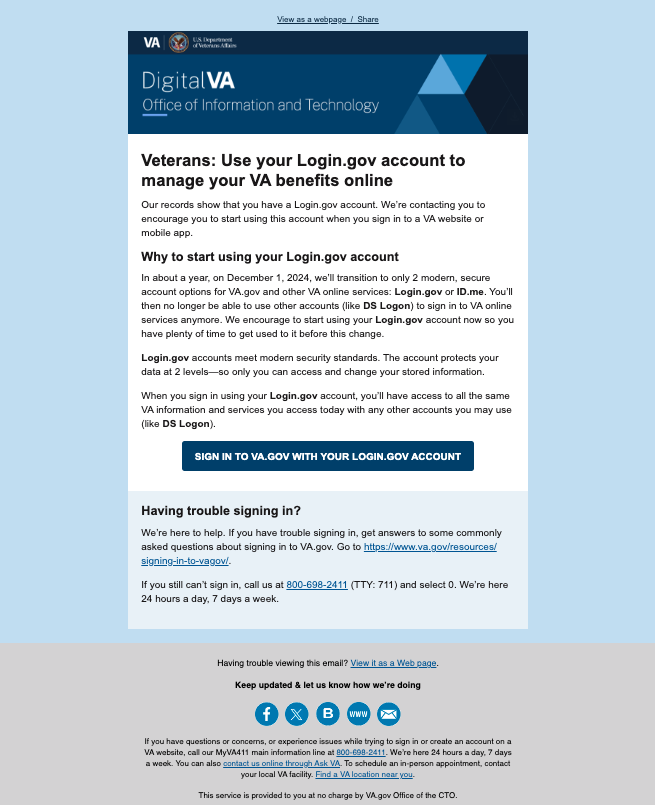 View as a webpage / Share
VA U.S. Department
of Veterans Affairs
DigitalVA
Office of Information and Technology
Veterans: Use your Login.gov account to
manage your VA benefits online
Our records show that you have a Login.gov account. We're contacting you to
encourage you to start using this account when you sign in to a VA website or
mobile app.
Why to start using your Login.gov account
In about a year, on December 1, 2024, we'll transition to only 2 modern, secure
account options for VA.gov and other VA online services: Login.gov or ID.me. You'll
then no longer be able to use other accounts (like DS Logon) to sign in to VA online
services anymore. We encourage to start using your Login.gov account now so you
have plenty of time to get used to it before this change.
Login.gov accounts meet modern security standards. The account protects your
data at 2 levels—so only you can access and change your stored information.
When you sign in using your Login.gov account, you'll have access to all the same
VA information and services you access today with any other accounts you may use
(like DS Logon).
SIGN IN TO VA.GOV WITH YOUR LOGIN.GOV ACCOUNT
Having trouble signing in?
We're here to help. If you have trouble signing in, get answers to some commonly
asked questions about signing in to VA.gov. Go to https://www.va.gov/resources/
signing-in-to-vagov/.
If you still can't sign in, call us at 800-698-2411 (TTY: 711) and select 0. We're here
24 hours a day, 7 days a week.
Having trouble viewing this email? View it as a Web page.
Keep updated & let us know how we're doing
f X B WWW
If you have questions or concerns, or experience issues while trying to sign in or create an account on a
VA website, call our MyVA411 main information line at 800-698-2411. We're here 24 hours a day, 7 days
a week. You can also contact us online through Ask VA. To schedule an in-person appointment, contact
your local VA facility. Find a VA location near you.
This service is provided to you at no charge by VA.gov Office of the CTO.